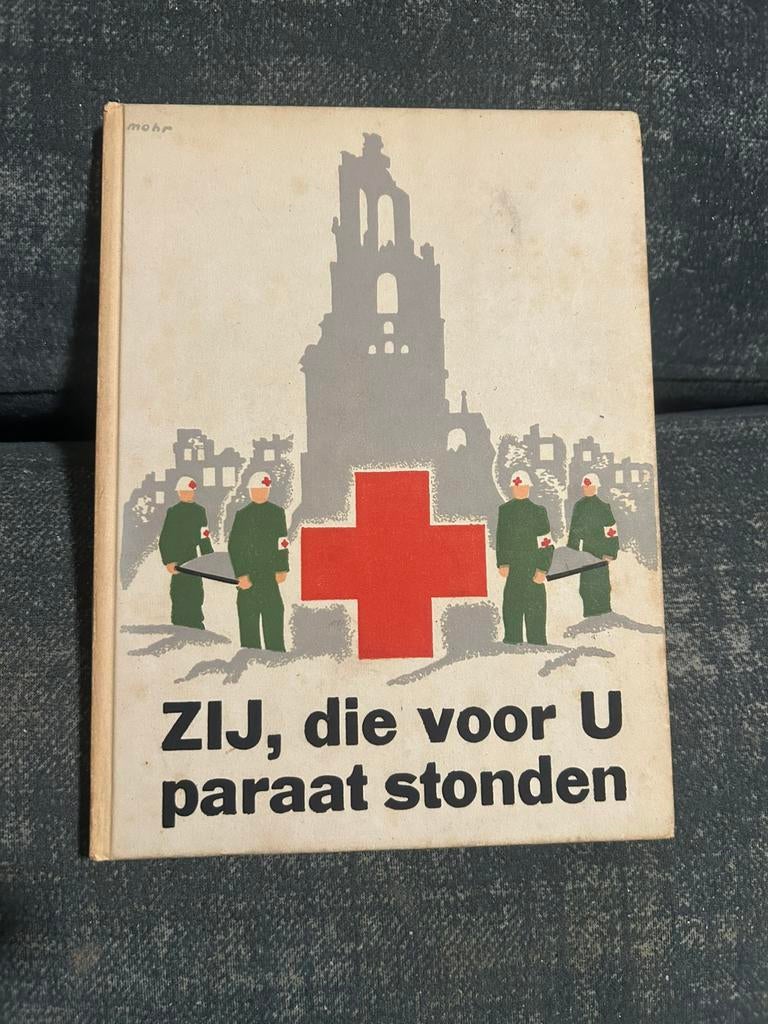 mohr
ZIJ, die voor U
paraat stonden